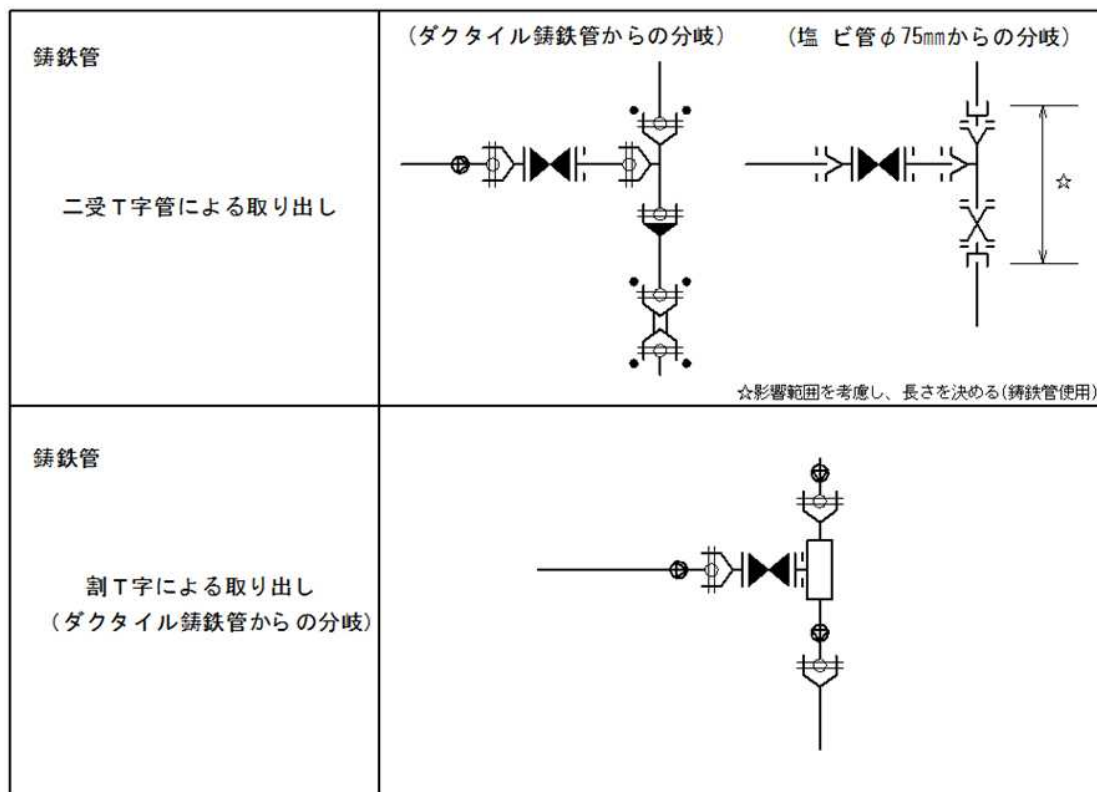 鋳鉄管
二受T字管による取り出し
(ダクタイル鋳鉄管からの分岐)
(塩 ビ管φ75㎜からの分岐)
☆
☆影響範囲を考慮し、長さを決める(鋳鉄管使用)
鋳鉄管
割T字による取り出し
(ダクタイル鋳鉄管からの分岐)